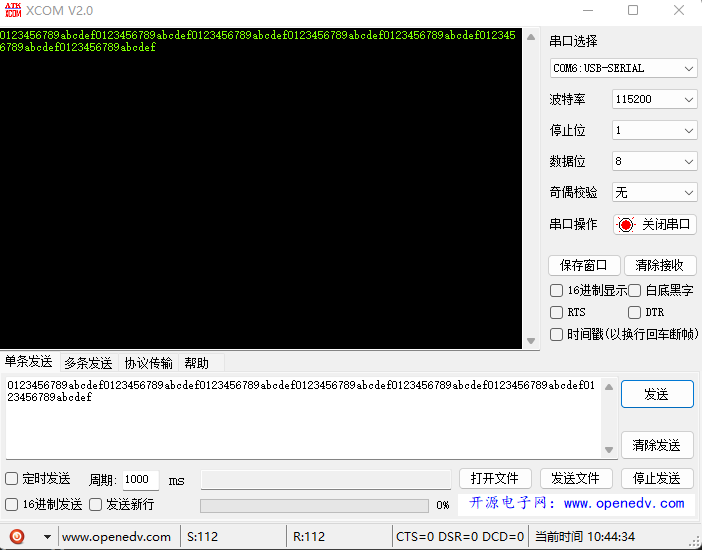 ATK XCOM XCOM V2.0
0123456789abcdef0123456789abcdef0123456789abcdef0123456789abcdef0123456789abcdef012345
6789abcdef0123456789abcdef
串口选择
COM6:USB-SERIAL
波特率 115200
停止位 1
数据位 8
奇偶校验 无
串口操作 关闭串口
保存窗口 清除接收
16进制显示 白底黑字
RTS DTR
时间戳(以换行回车断帧)
单条发送 多条发送 协议传输 帮助
0123456789abcdef0123456789abcdef0123456789abcdef0123456789abcdef0123456789abcdef0123456789abcdef01
23456789abcdef
发送
清除发送
定时发送 周期: 1000 ms 打开文件 发送文件 停止发送
16进制发送 发送新行 0% 开源电子网：www.openedv.com
www.openedv.com S:112 R:112 CTS=0 DSR=0 DCD=0 当前时间 10:44:34